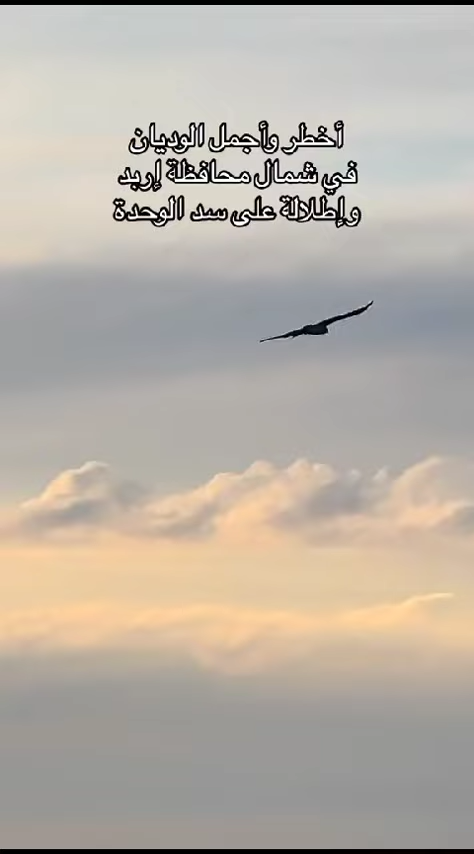 أخطر وأجمل الوديان
في شمال محافظة إربد
وإطلالة على سد الوحدة